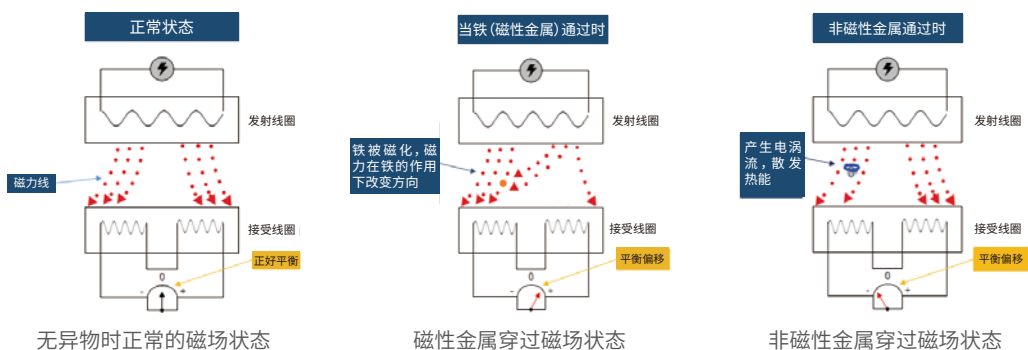 正常状态
发射线圈
磁力线
接受线圈
正好平衡
0
- +
无异物时正常的磁场状态
当铁(磁性金属)通过时
发射线圈
铁被磁化，磁
力在铁的作用
下改变方向
接受线圈
平衡偏移
0
- +
磁性金属穿过磁场状态
非磁性金属通过时
发射线圈
产生电涡
流，散发
热能
接受线圈
平衡偏移
0
- +
非磁性金属穿过磁场状态